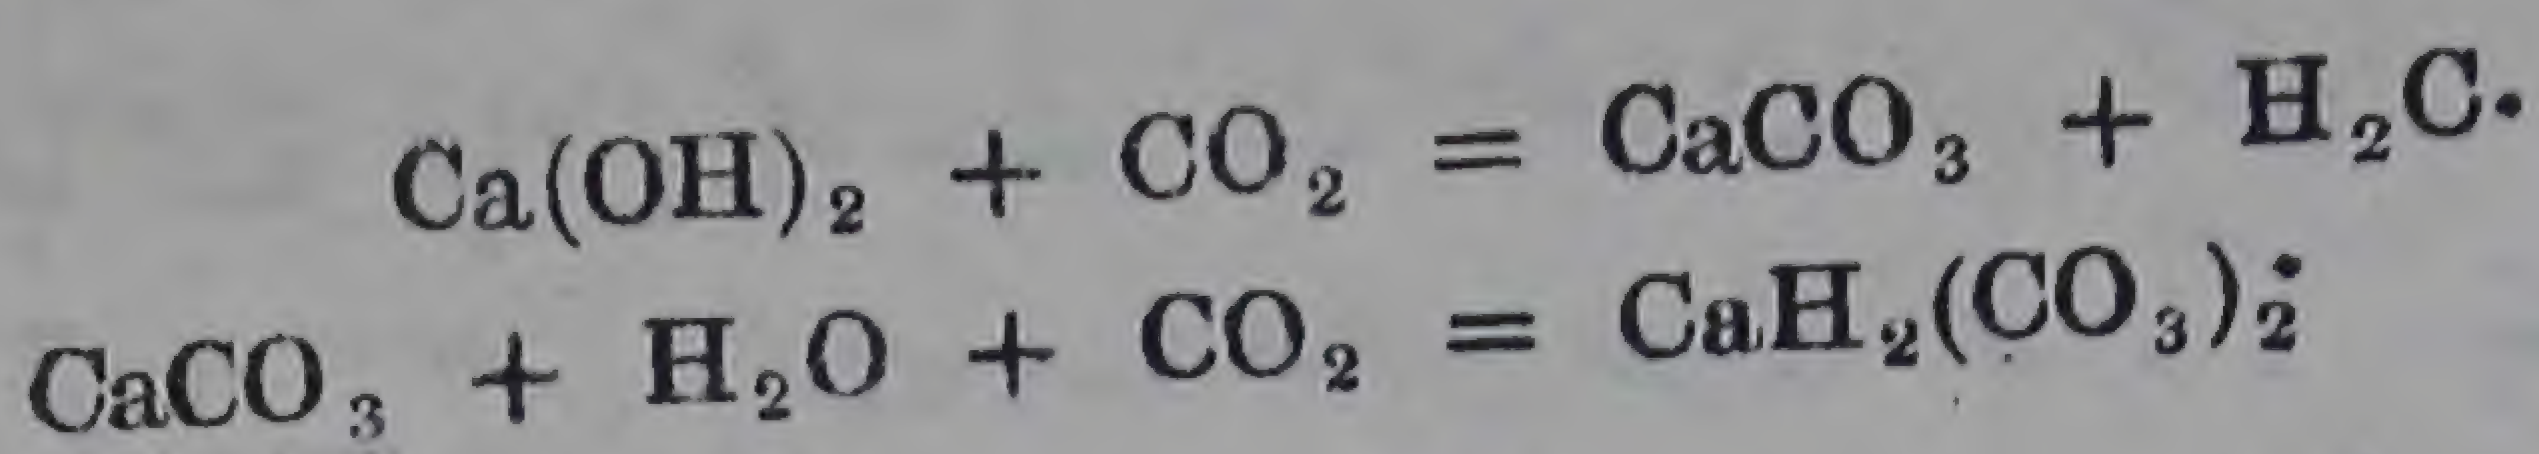 Ca(OH)₂ + CO₂ = CaCO₃ + H₂C.
CaCO₃ + H₂O + CO₂ = CaH₂(CO₃)₂.